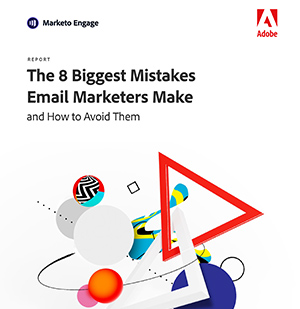 Marketo Engage
Adobe
REPORT
The 8 Biggest Mistakes
Email Marketers Make
and How to Avoid Them